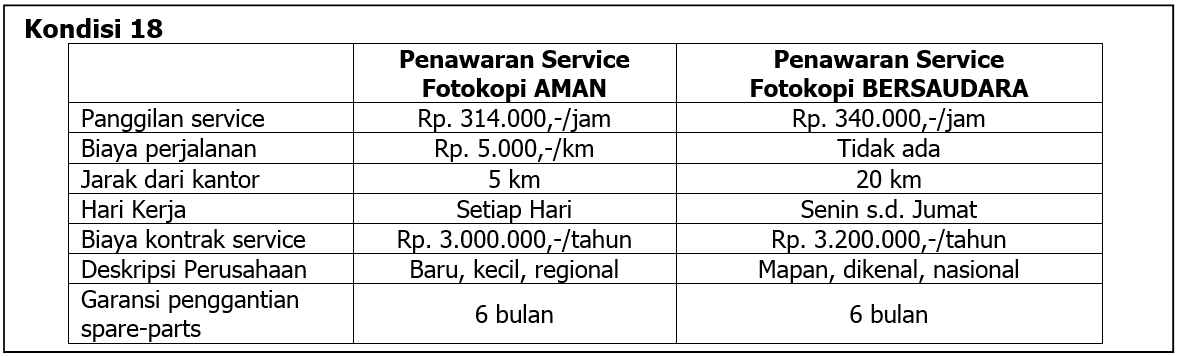 Kondisi 18
Penawaran Service Fotokopi AMAN
Penawaran Service Fotokopi BERSAUDARA
Panggilan service Rp. 314.000,-/jam Rp. 340.000,-/jam
Biaya perjalanan Rp. 5.000,-/km Tidak ada
Jarak dari kantor 5 km 20 km
Hari Kerja Setiap Hari Senin s.d. Jumat
Biaya kontrak service Rp. 3.000.000,-/tahun Rp. 3.200.000,-/tahun
Deskripsi Perusahaan Baru, kecil, regional Mapan, dikenal, nasional
Garansi penggantian
spare-parts 6 bulan 6 bulan